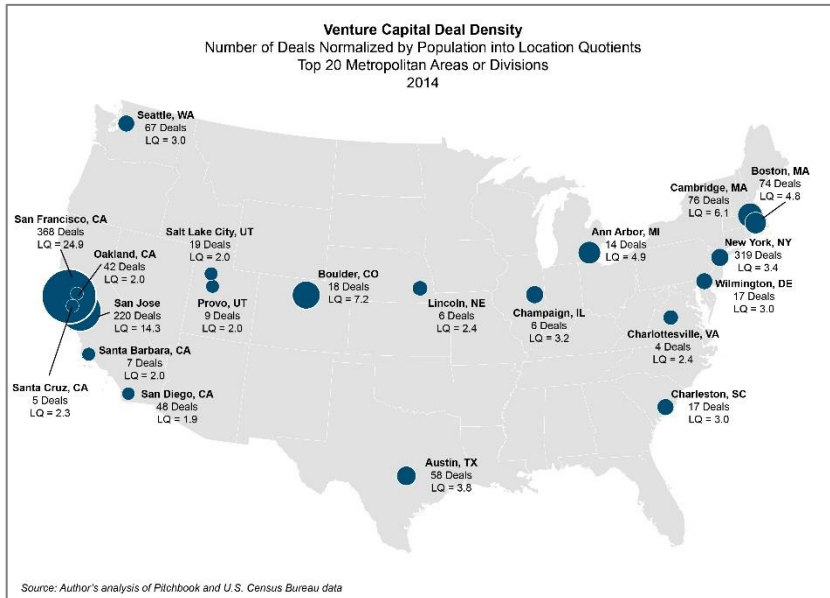 Venture Capital Deal Density
Number of Deals Normalized by Population into Location Quotients
Top 20 Metropolitan Areas or Divisions
2014
Seattle, WA
67 Deals
LQ = 3.0
Boston, MA
74 Deals
LQ = 4.8
Cambridge, MA
76 Deals
LQ = 6.1
San Francisco, CA
368 Deals
LQ = 24.9
Oakland, CA
42 Deals
LQ = 2.0
Salt Lake City, UT
19 Deals
LQ = 2.0
Ann Arbor, MI
14 Deals
LQ = 4.9
New York, NY
319 Deals
LQ = 3.4
Boulder, CO
18 Deals
LQ = 7.2
Wilmington, DE
17 Deals
LQ = 3.0
San Jose
220 Deals
LQ = 14.3
Provo, UT
9 Deals
LQ = 2.0
Lincoln, NE
6 Deals
LQ = 2.4
Champaign, IL
6 Deals
LQ = 3.2
Charlottesville, VA
4 Deals
LQ = 2.4
Santa Barbara, CA
7 Deals
LQ = 2.0
Santa Cruz, CA
5 Deals
LQ = 2.3
San Diego, CA
48 Deals
LQ = 1.9
Charleston, SC
17 Deals
LQ = 3.0
Austin, TX
58 Deals
LQ = 3.8
Source: Author's analysis of Pitchbook and U.S. Census Bureau data